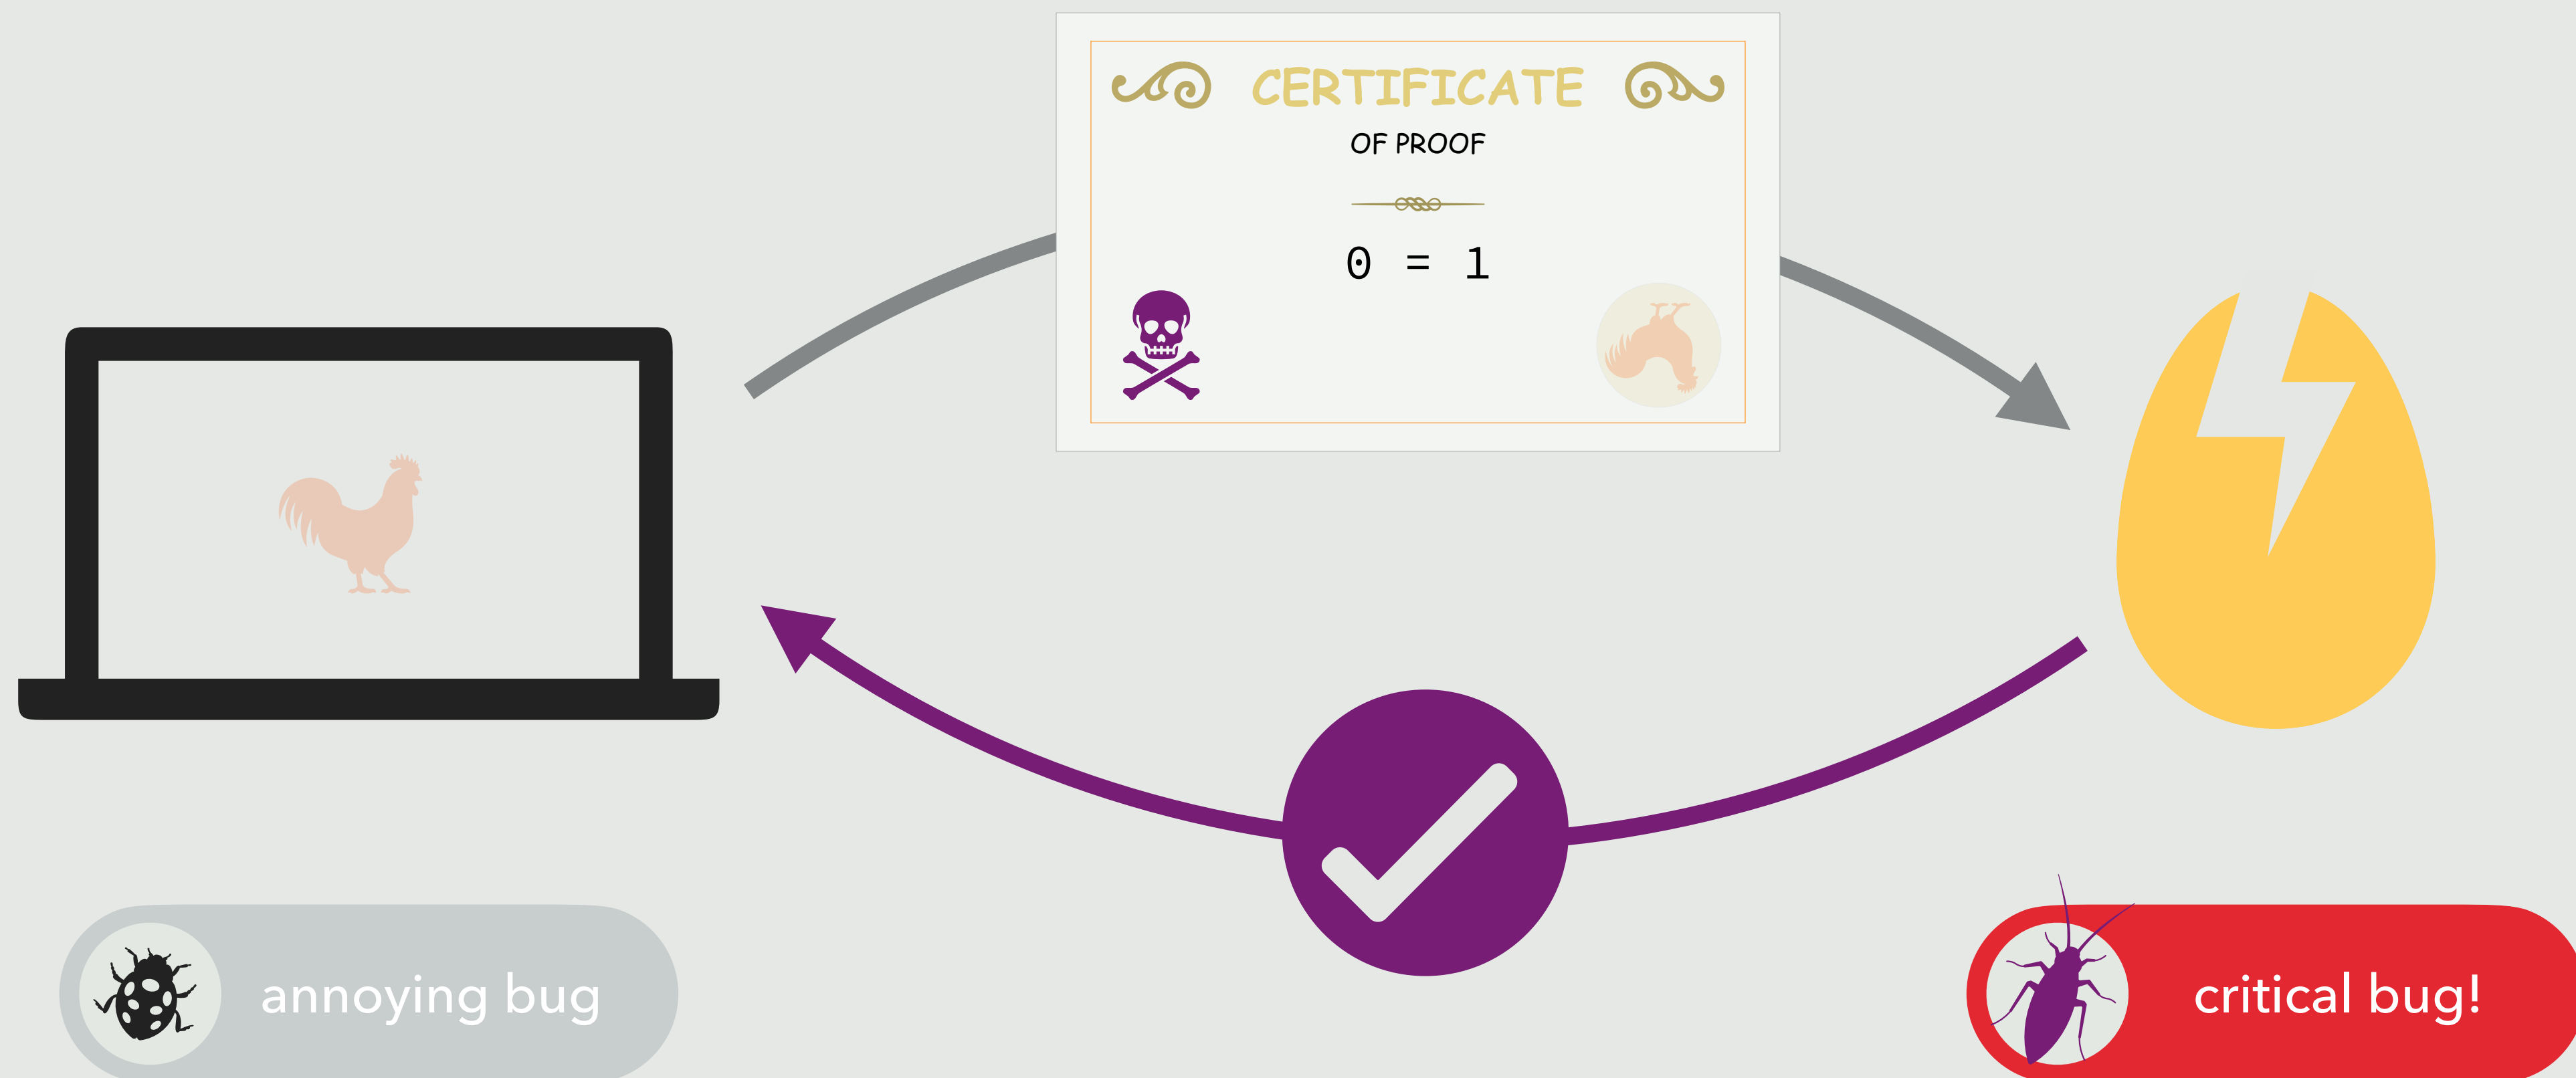 CERTIFICATE
OF PROOF
0 = 1
annoying bug
critical bug!